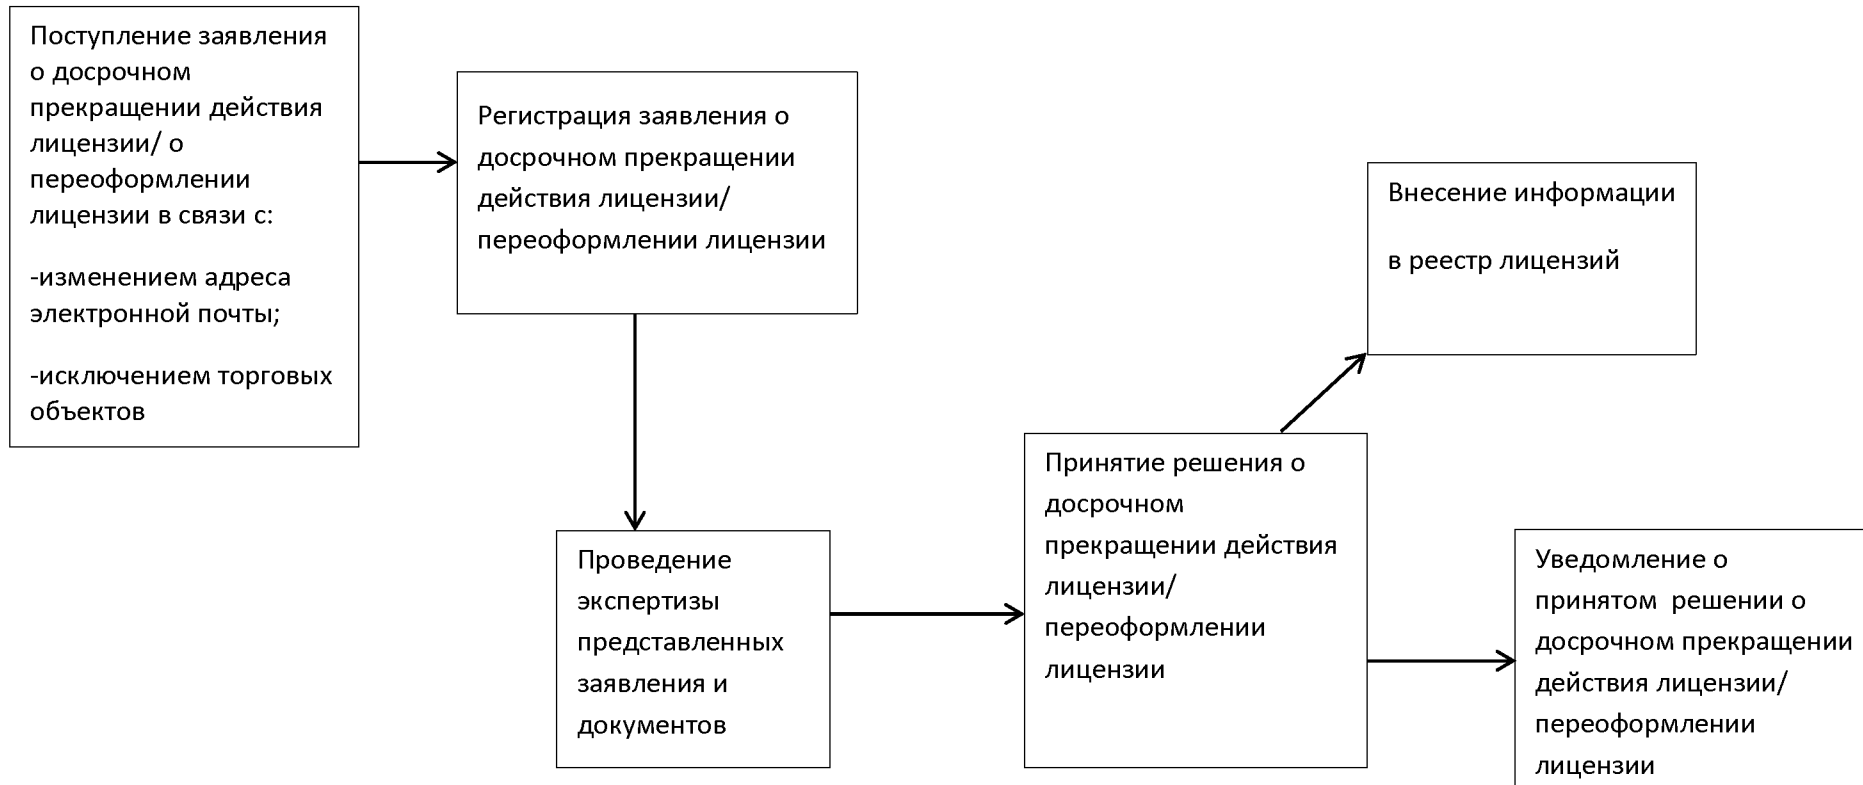 Поступление заявления
о досрочном
прекращении действия
лицензии/ о
переоформлении
лицензии в связи с:
-изменением адреса
электронной почты;
-исключением торговых
объектов
Регистрация заявления о
досрочном прекращении
действия лицензии/
переоформлении лицензии
Внесение информации
в реестр лицензий
Проведение
экспертизы
представленных
заявления и
документов
Принятие решения о
досрочном
прекращении действия
лицензии/
переоформлении
лицензии
Уведомление о
принятом  решении о
досрочном прекращении
действия лицензии/
переоформлении
лицензии